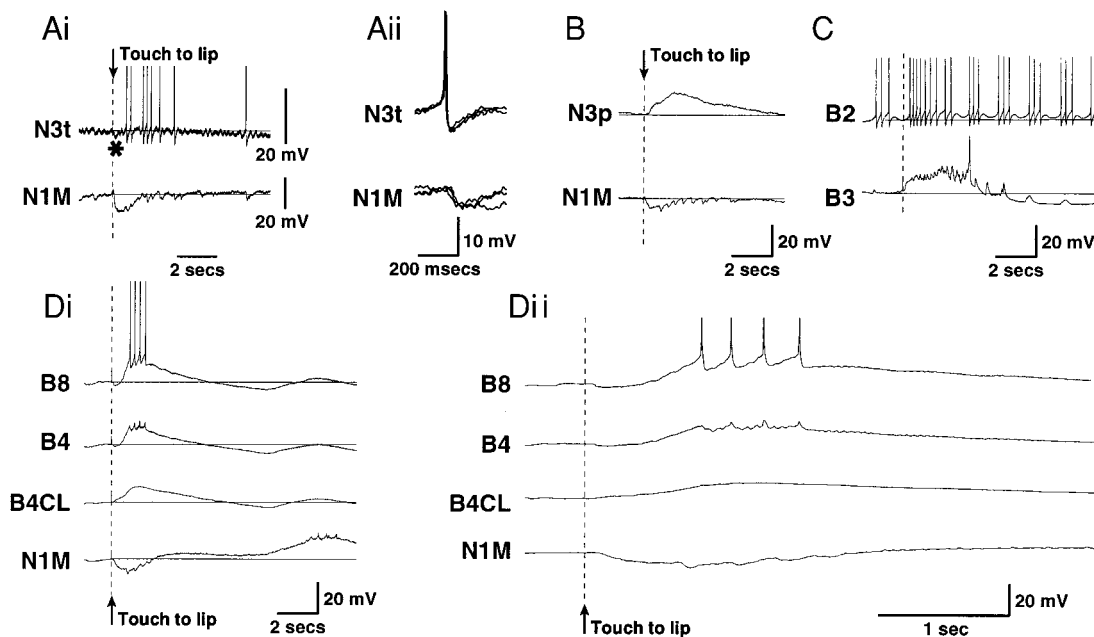 Ai
Touch to lip
N3t
*
20 mV
N1M
20 mV
2 secs
Aii
N3t
N1M
10 mV
200 msecs
B
Touch to lip
N3p
N1M
20 mV
2 secs
C
B2
B3
20 mV
2 secs
Di
B8
B4
B4CL
N1M
20 mV
2 secs
Touch to lip
Dii
B8
B4
B4CL
N1M
20 mV
1 sec
Touch to lip